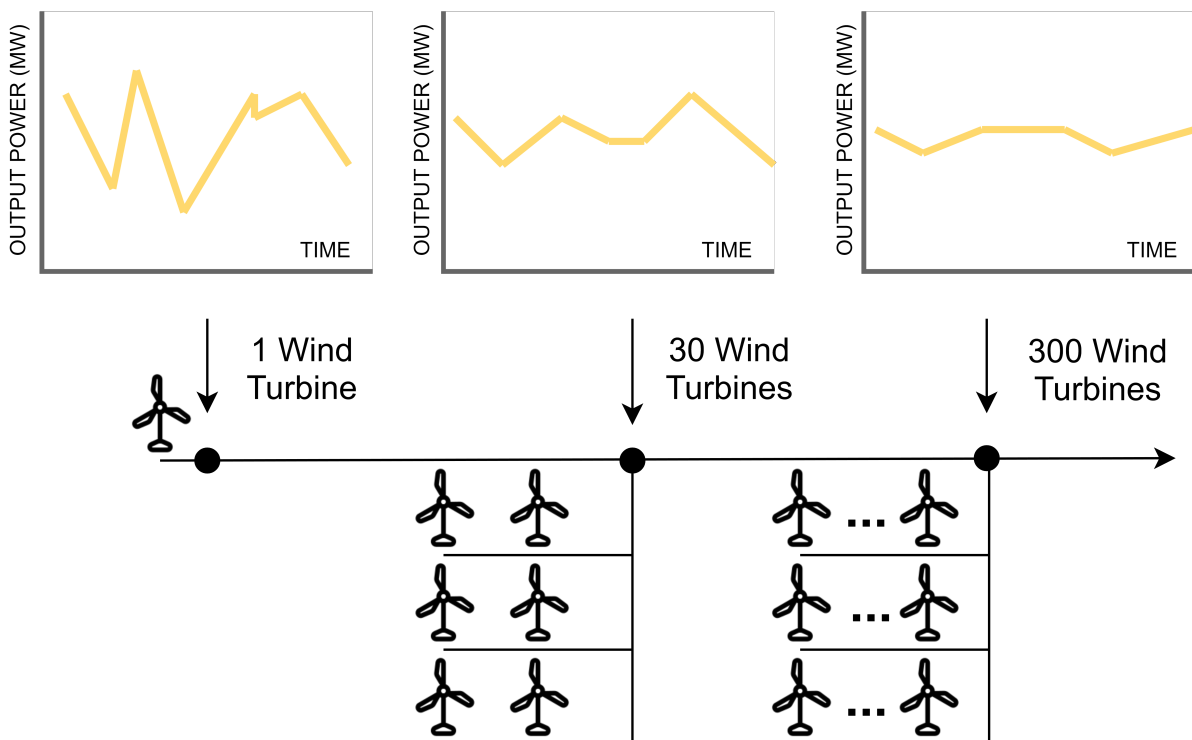 OUTPUT POWER (MW)
TIME
OUTPUT POWER (MW)
TIME
OUTPUT POWER (MW)
TIME
1 Wind
Turbine
30 Wind
Turbines
300 Wind
Turbines
...
...
...